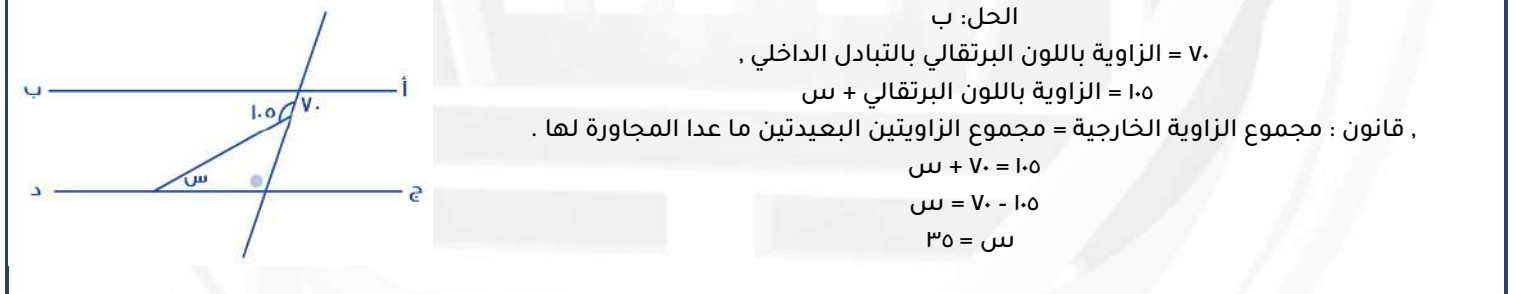 الحل: ب
٧٠ = الزاوية باللون البرتقالي بالتبادل الداخلي ,
١٠٥ = الزاوية باللون البرتقالي + س
, قانون : مجموع الزاوية الخارجية = مجموع الزاويتين البعيدتين ما عدا المجاورة لها .
١٠٥ = ٧٠ + س
١٠٥ - ٧٠ = س
س = ٣٥
أ
ب
٧٠
١٠٥
س
ج
د